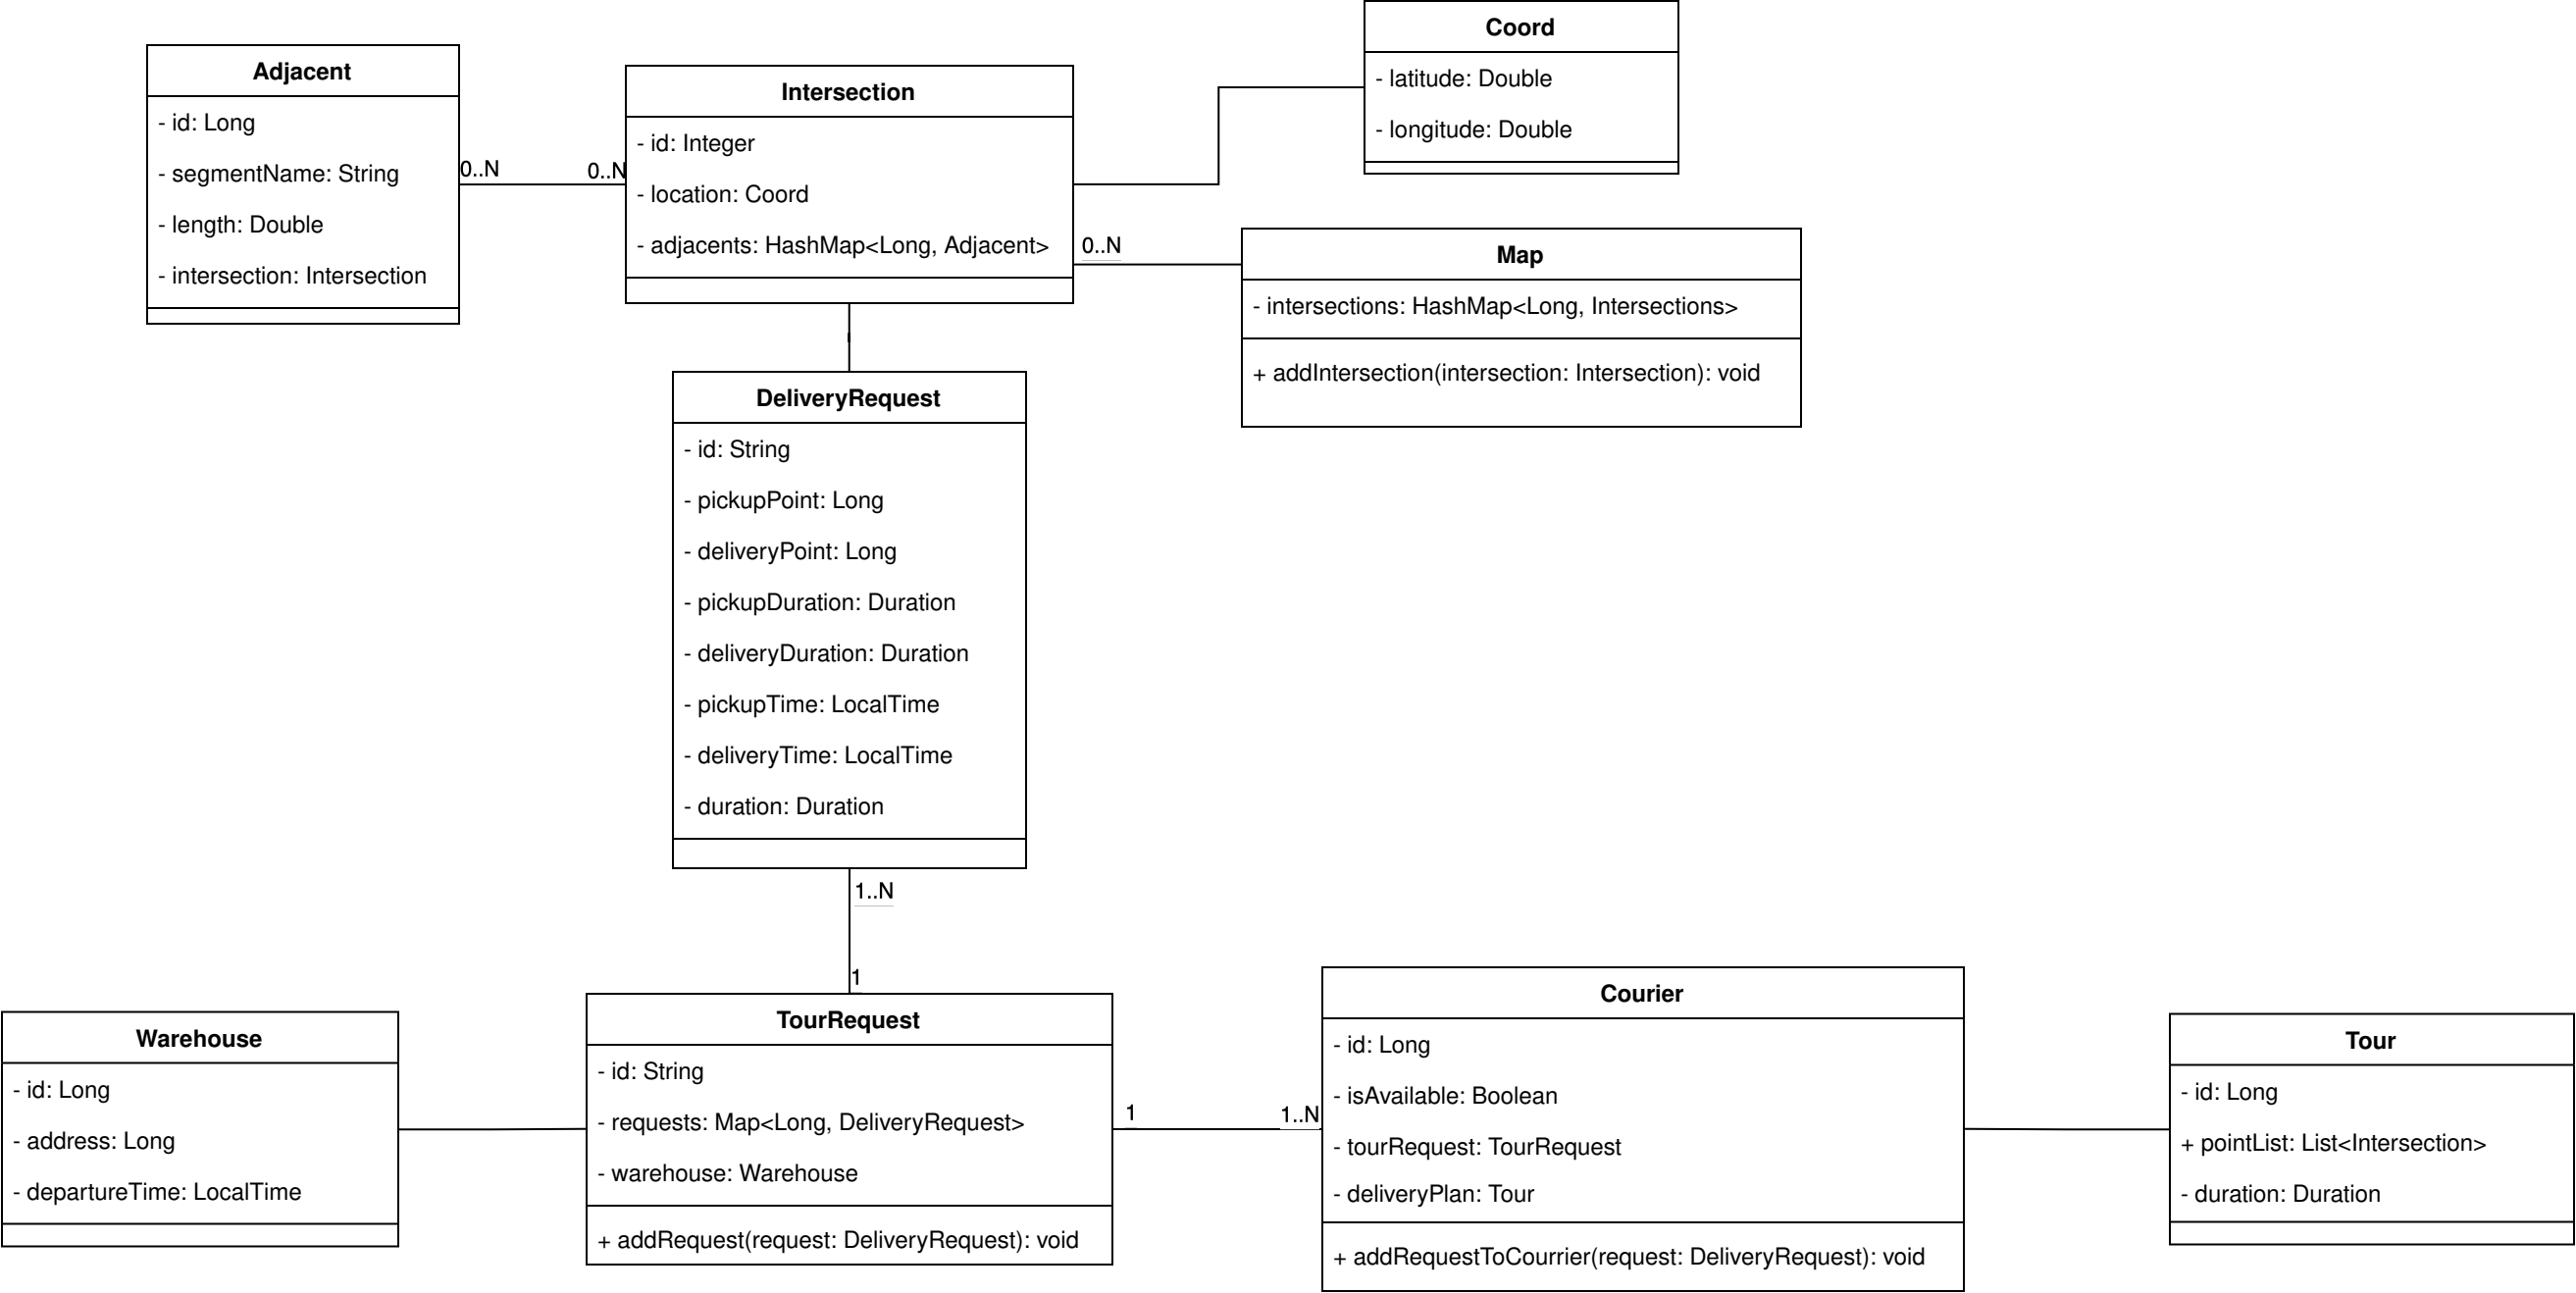 Coord
- latitude: Double
- longitude: Double
Adjacent
- id: Long
- segmentName: String
- length: Double
- intersection: Intersection
0..N
0..N
Intersection
- id: Integer
- location: Coord
- adjacents: HashMap<Long, Adjacent>
0..N
Map
- intersections: HashMap<Long, Intersections>
+ addIntersection(intersection: Intersection): void
DeliveryRequest
- id: String
- pickupPoint: Long
- deliveryPoint: Long
- pickupDuration: Duration
- deliveryDuration: Duration
- pickupTime: LocalTime
- deliveryTime: LocalTime
- duration: Duration
1..N
1
Warehouse
- id: Long
- address: Long
- departureTime: LocalTime
TourRequest
- id: String
- requests: Map<Long, DeliveryRequest>
- warehouse: Warehouse
+ addRequest(request: DeliveryRequest): void
1
1..N
Courier
- id: Long
- isAvailable: Boolean
- tourRequest: TourRequest
- deliveryPlan: Tour
+ addRequestToCourrier(request: DeliveryRequest): void
Tour
- id: Long
+ pointList: List<Intersection>
- duration: Duration